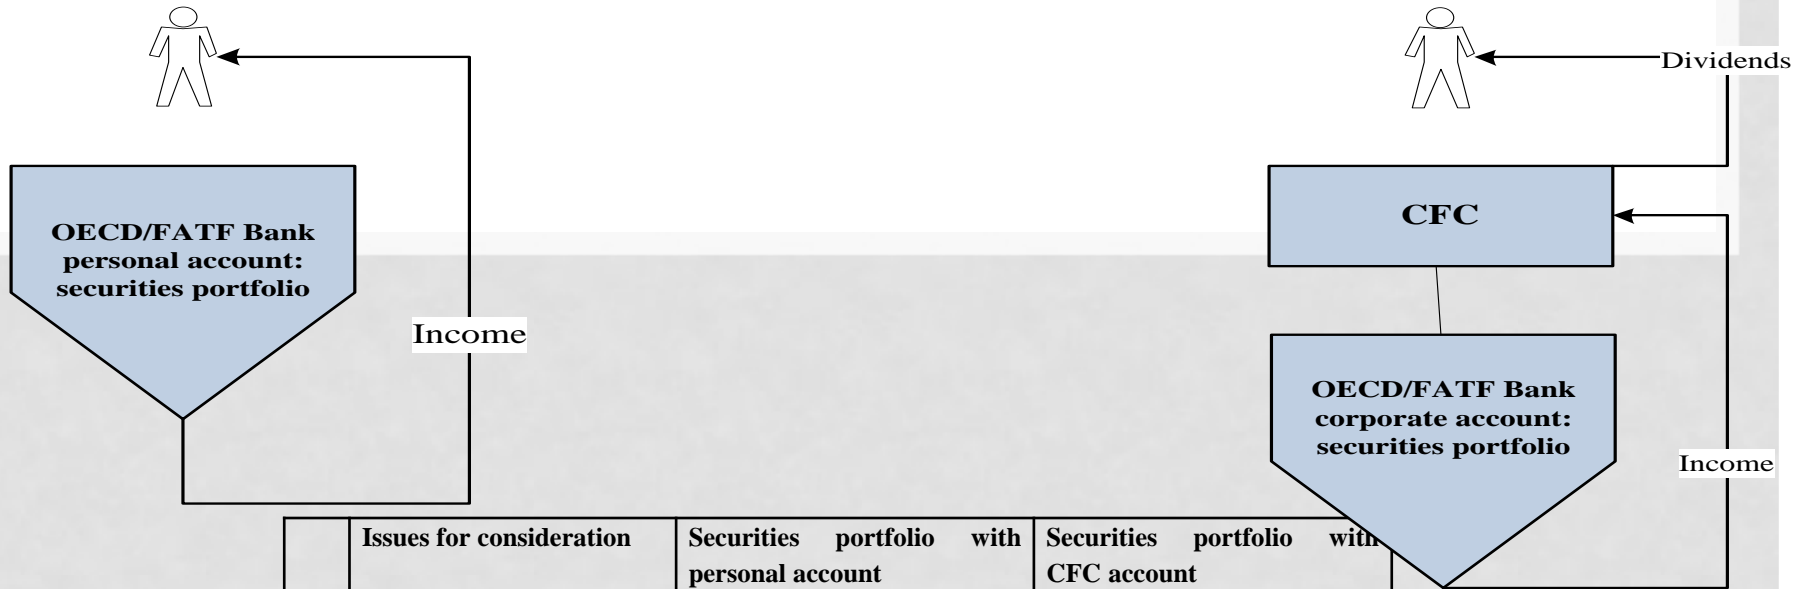 Dividends
OECD/FATF Bank
personal account:
securities portfolio
CFC
Income
OECD/FATF Bank
corporate account:
securities portfolio
Income
Issues for consideration
Securities portfolio with
personal account
Securities portfolio with
CFC account